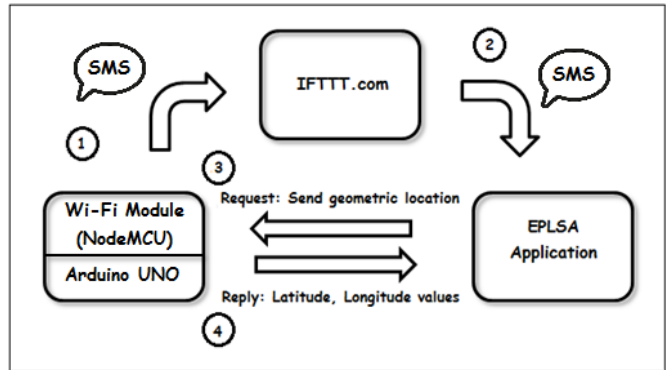 SMS
IFTTT.com
2
SMS
1
3
Request: Send geometric location
Wi-Fi Module
(NodeMCU)
Arduino UNO
EPLSA
Application
Reply: Latitude, Longitude values
4